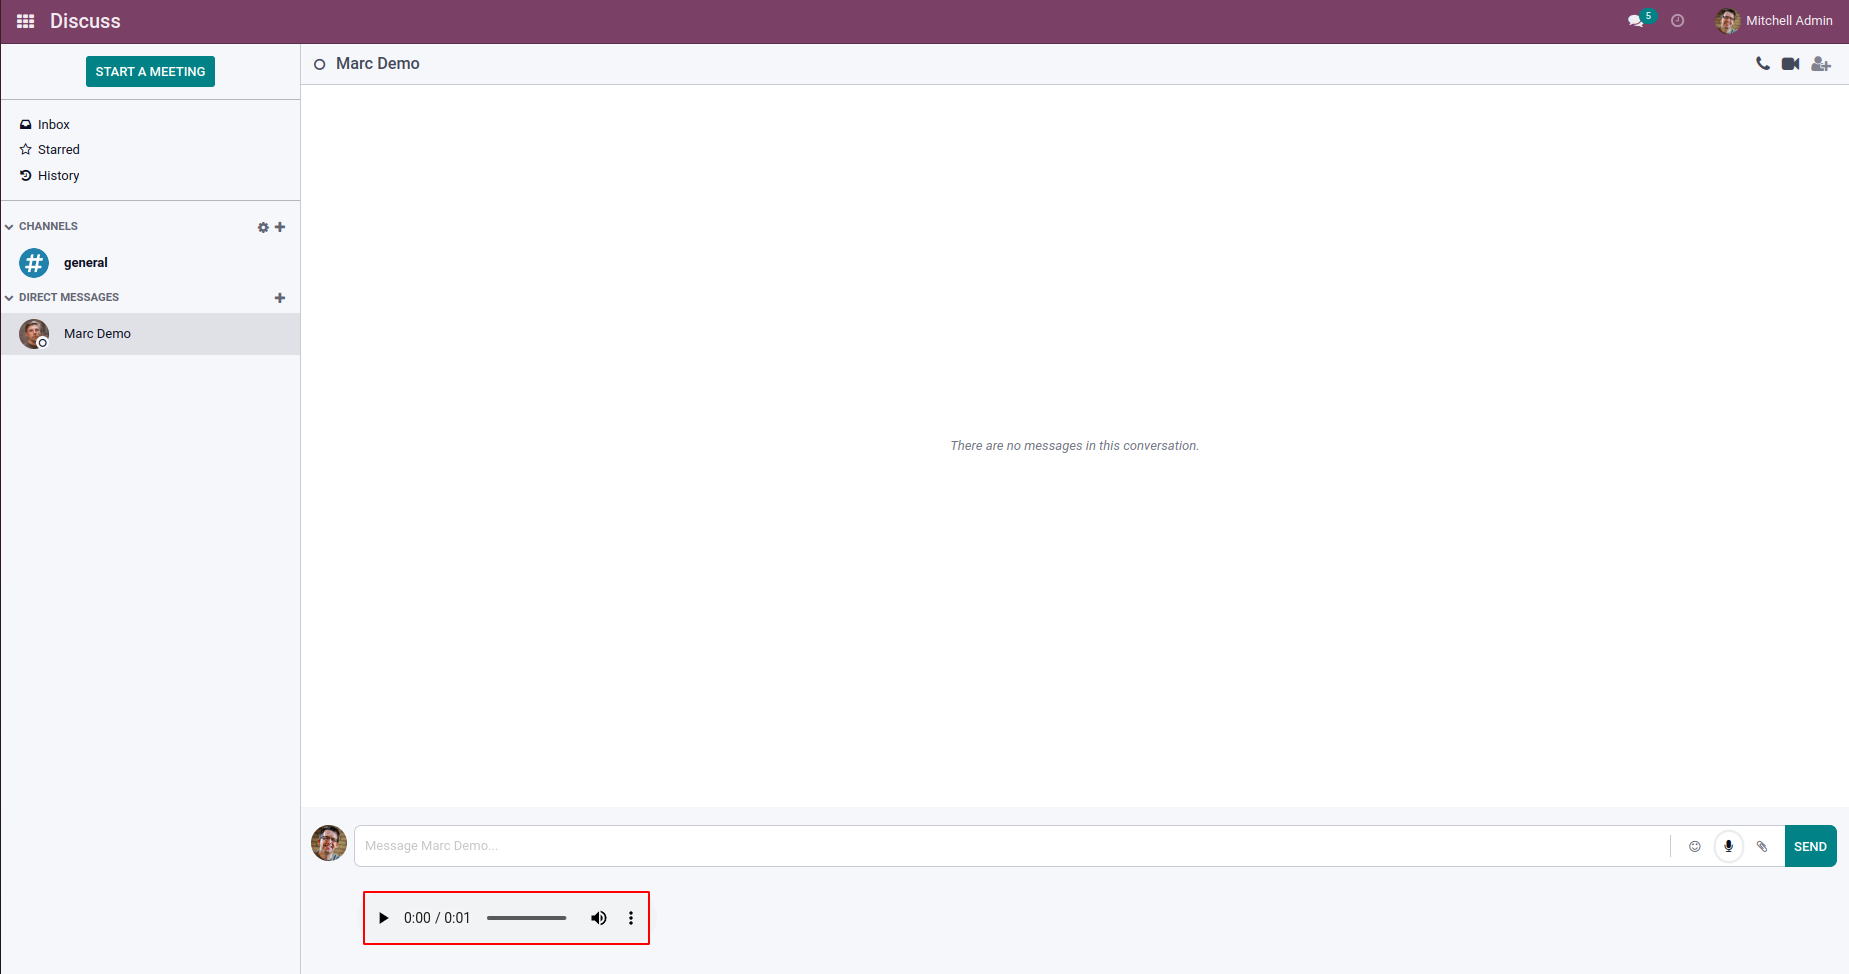 Discuss
5
Mitchell Admin
START A MEETING
Marc Demo
Inbox
Starred
History
CHANNELS
general
DIRECT MESSAGES
Marc Demo
There are no messages in this conversation.
Message Marc Demo...
SEND
0:00 / 0:01